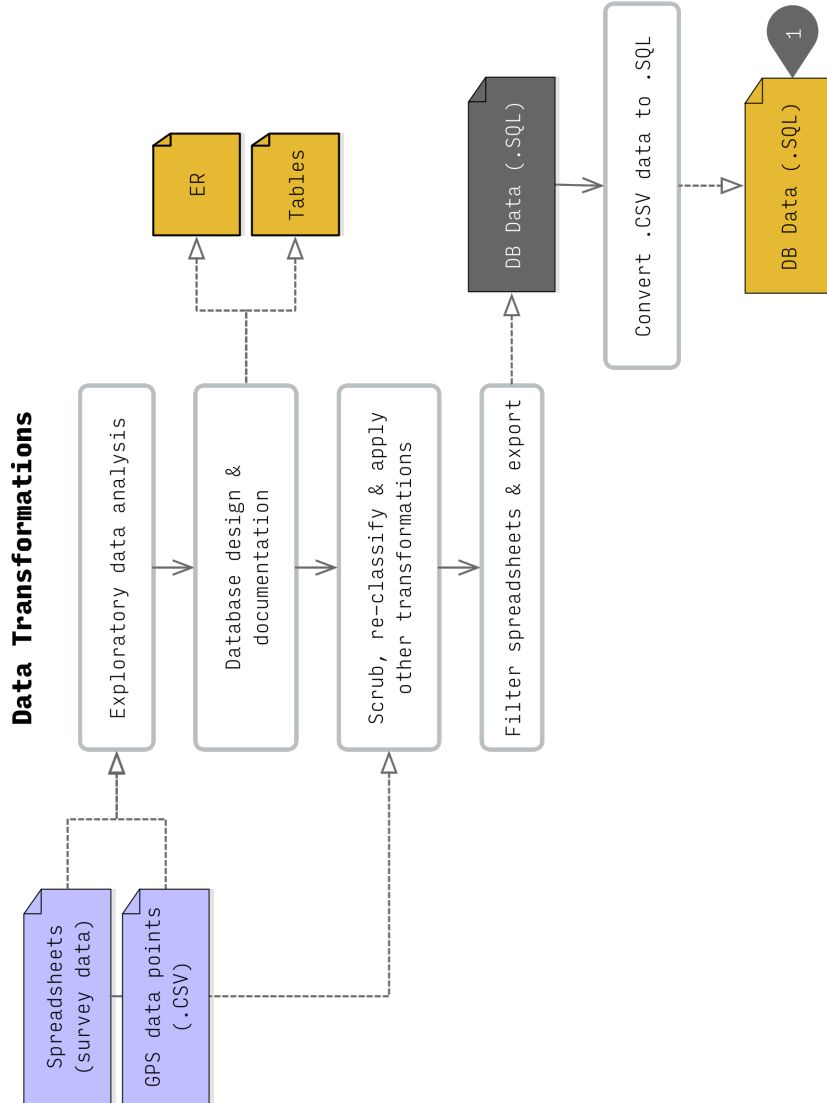 Data Transformations
Spreadsheets
(survey data)
GPS data points
(.CSV)
Exploratory data analysis
Database design &
documentation
Scrub, re-classify & apply
other transformations
Filter spreadsheets & export
ER
Tables
DB Data (.SQL)
Convert .CSV data to .SQL
DB Data (.SQL)
1